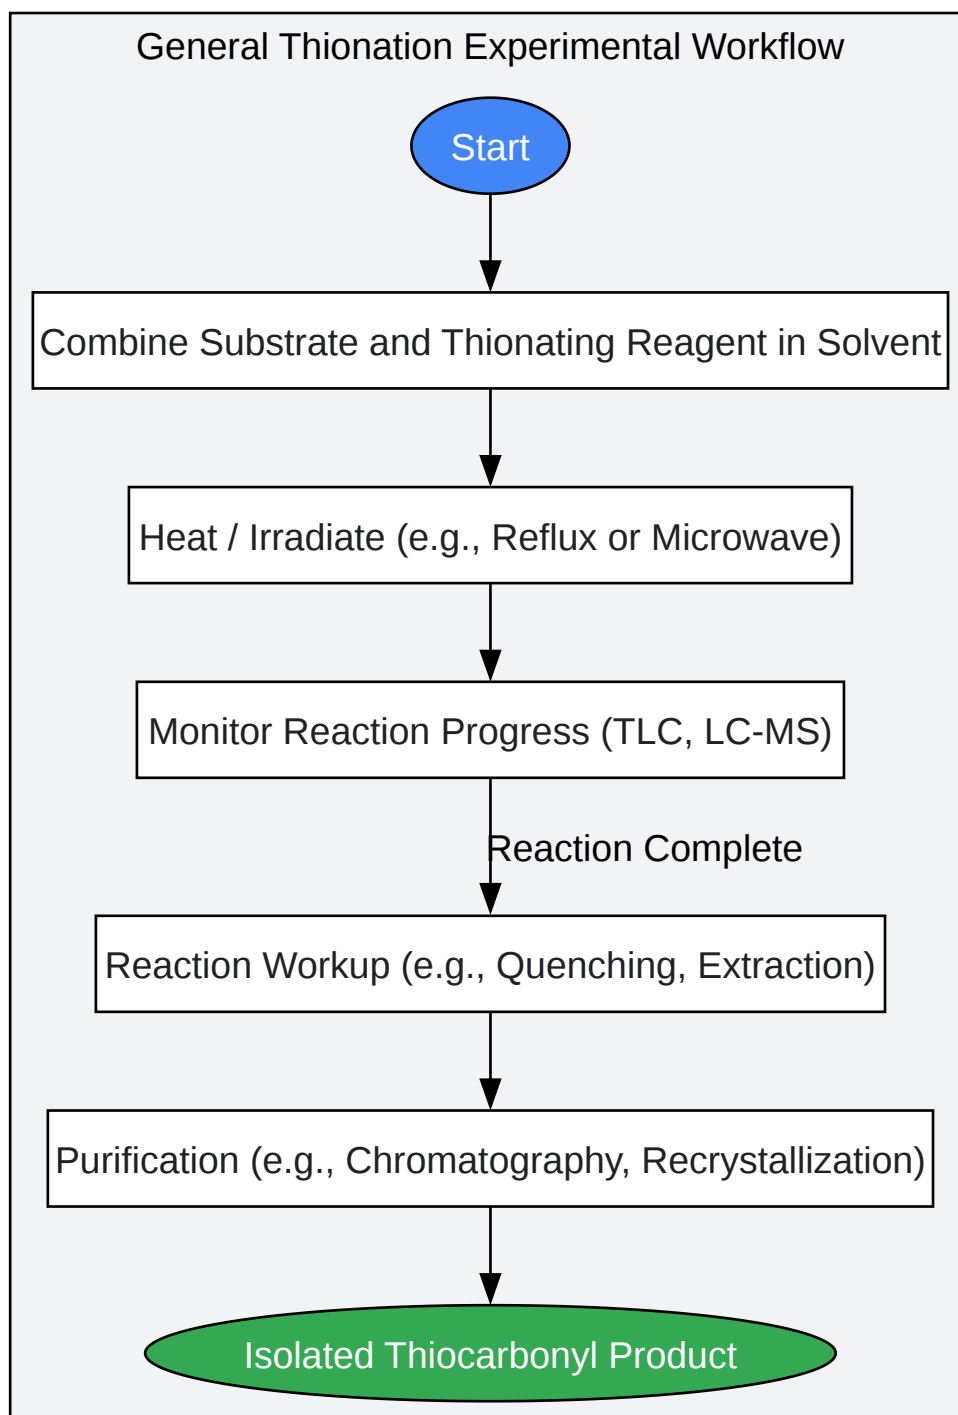 General Thionation Experimental Workflow
Start
Combine Substrate and Thionating Reagent in Solvent
Heat / Irradiate (e.g., Reflux or Microwave)
Monitor Reaction Progress (TLC, LC-MS)
Reaction Complete
Reaction Workup (e.g., Quenching, Extraction)
Purification (e.g., Chromatography, Recrystallization)
Isolated Thiocarbonyl Product